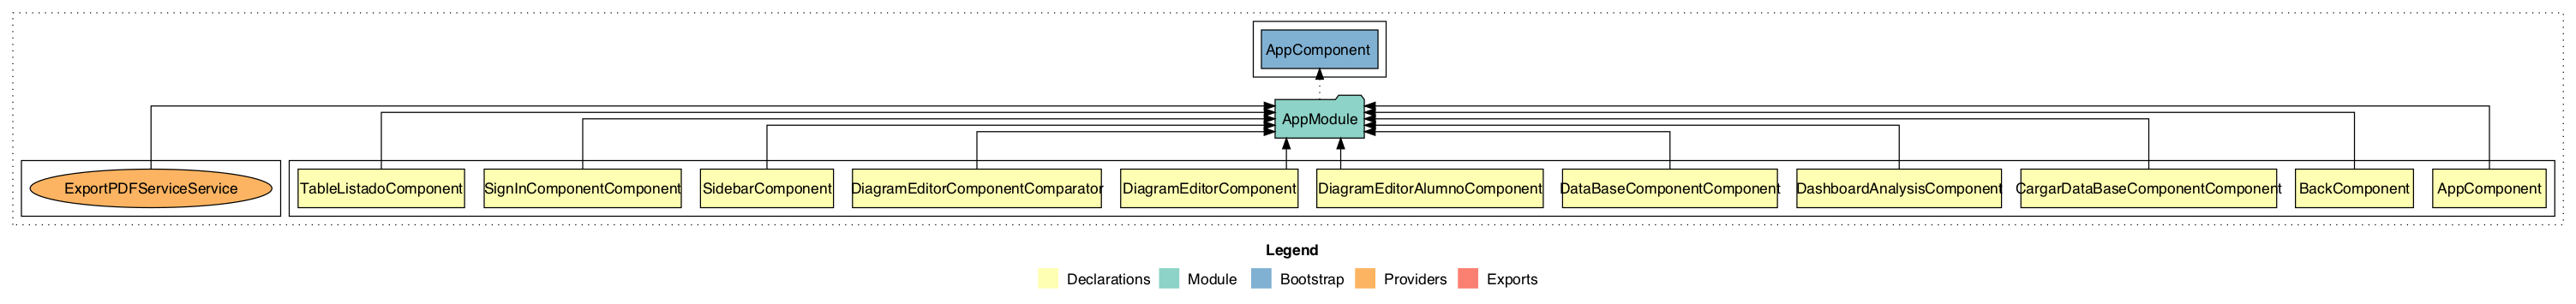 AppComponent
AppModule
ExportPDFServiceService
TableListadoComponent
SignInComponentComponent
SidebarComponent
DiagramEditorComponentComparator
DiagramEditorComponent
DiagramEditorAlumnoComponent
DataBaseComponentComponent
DashboardAnalysisComponent
CargarDataBaseComponentComponent
BackComponent
AppComponent
Legend
Declarations
Module
Bootstrap
Providers
Exports